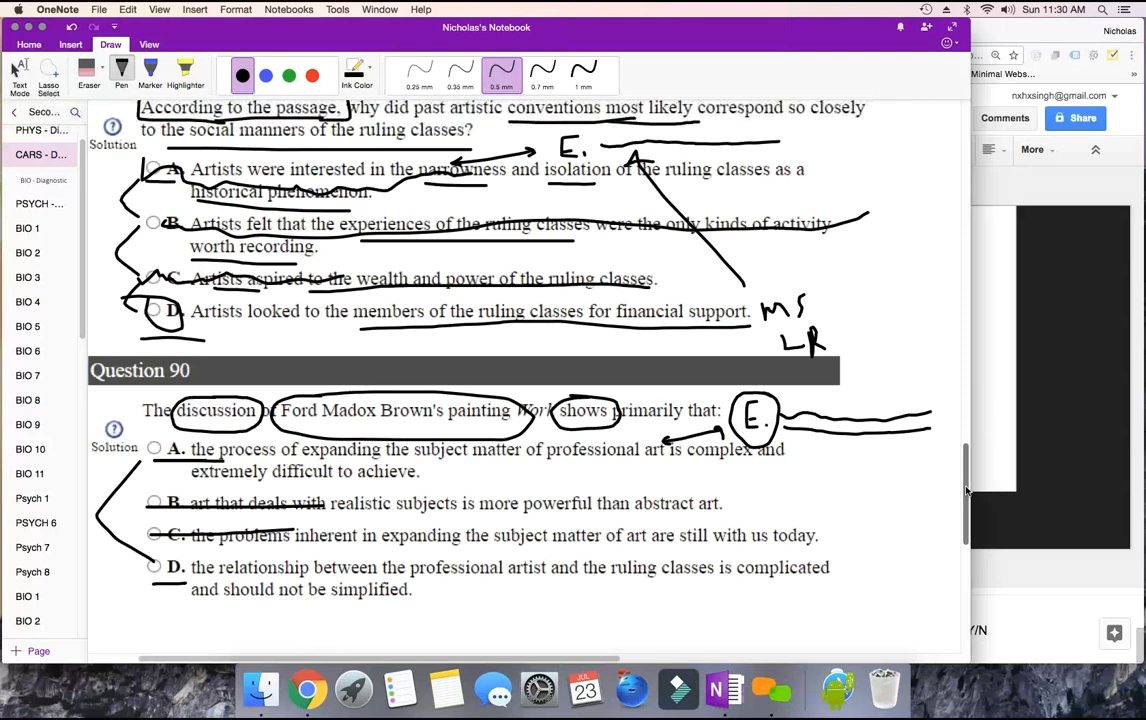 OneNote File Edit View Insert Format Notebooks Tools Window Help Sun 11:30 AM
Nicholas's Notebook
Nicholas
Home Insert Draw View
Text Mode Lasso Select Eraser Pen Marker Highlighter 0.25 mm 0.35 mm 0.5 mm 0.7 mm 1 mm Ink Color
Minimal Webs...
nxhxsingh@gmail.com
Comments Share
More
Seco...
PHYS - Di...
CARS - D...
BIO - Diagnostic
PSYCH -...
BIO 1
BIO 2
BIO 3
BIO 4
BIO 5
BIO 6
BIO 7
BIO 8
BIO 9
BIO 10
BIO 11
Psych 1
PSYCH 6
Psych 7
Psych 8
BIO 1
BIO 2
+ Page
According to the passage, why did past artistic conventions most likely correspond so closely
to the social manners of the ruling classes?
Solution
E.
A. Artists were interested in the narrowness and isolation of the ruling classes as a
historical phenomenon.
B. Artists felt that the experiences of the ruling classes were the only kinds of activity
worth recording.
C. Artists aspired to the wealth and power of the ruling classes.
D. Artists looked to the members of the ruling classes for financial support.
MS
LR
Question 90
The discussion of Ford Madox Brown's painting Work shows primarily that:
E.
Solution
A. the process of expanding the subject matter of professional art is complex and
extremely difficult to achieve.
B. art that deals with realistic subjects is more powerful than abstract art.
C. the problems inherent in expanding the subject matter of art are still with us today.
D. the relationship between the professional artist and the ruling classes is complicated
and should not be simplified.
Y/N
JUL
23